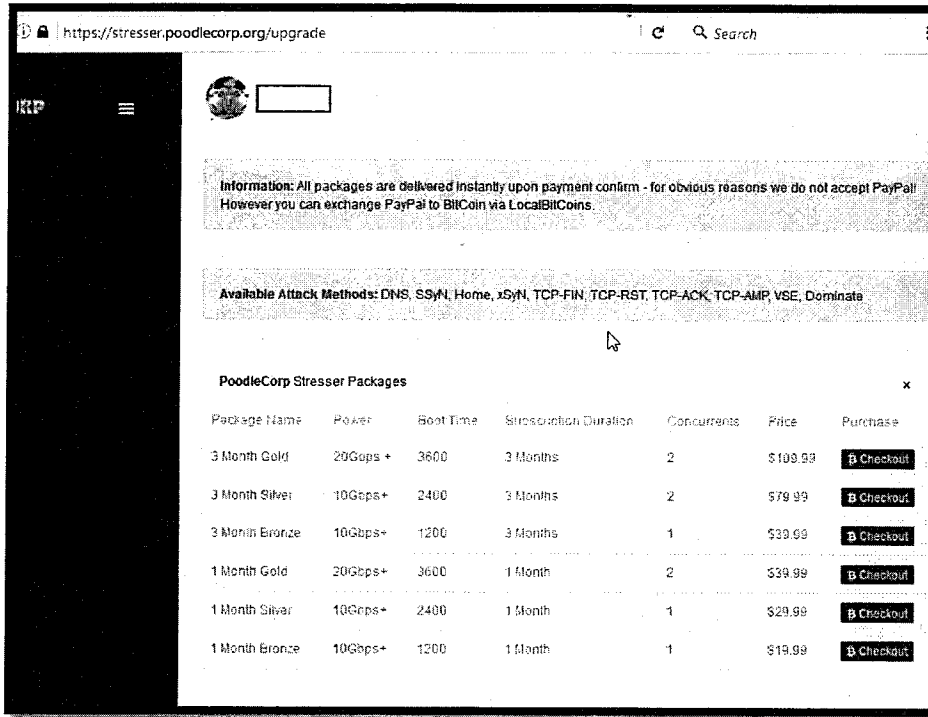 https://stresser.poodlecorp.org/upgrade Search
Information: All packages are delivered instantly upon payment confirm - for obvious reasons we do not accept PayPal!
However you can exchange PayPal to BitCoin via LocalBitCoins.
Available Attack Methods: DNS, SSyN, Home, xSyN, TCP-FIN, TCP-RST, TCP-ACK, TCP-AMP, VSE, Dominate
PoodleCorp Stresser Packages x
Package Name Power Boot Time Subscription Duration Concurrents Price Purchase
3 Month Gold 20Gbps + 3600 3 Months 2 $109.99 Checkout
3 Month Silver 10Gbps+ 2400 3 Months 2 $79.99 Checkout
3 Month Bronze 10Gbps+ 1200 3 Months 1 $39.99 Checkout
1 Month Gold 20Gbps+ 3600 1 Month 2 $39.99 Checkout
1 Month Silver 10Gbps+ 2400 1 Month 1 $29.99 Checkout
1 Month Bronze 10Gbps+ 1200 1 Month 1 $19.99 Checkout